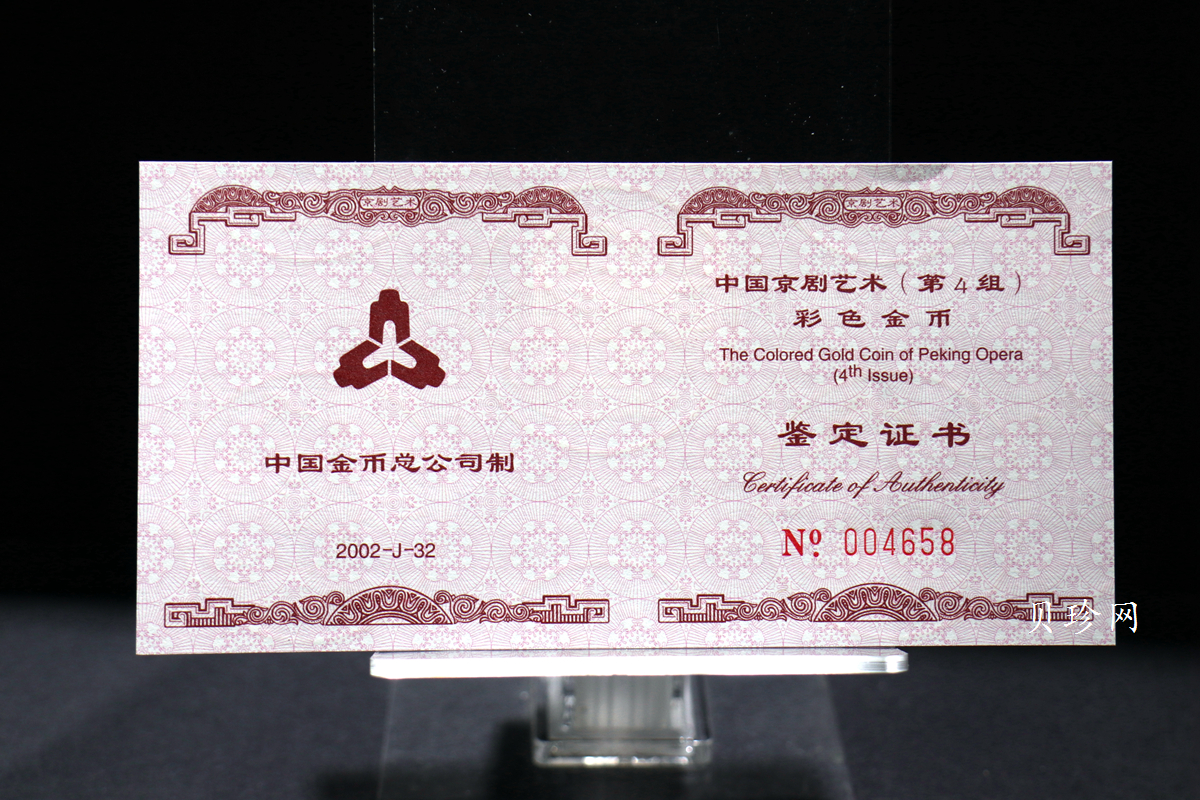 京剧艺术
中国金币总公司制
2002-J-32
京剧艺术
中国京剧艺术（第4组）
彩色金币
The Colored Gold Coin of Peking Opera
(4th Issue)
鉴定证书
Certificate of Authenticity
Nº 004658
贝珍网